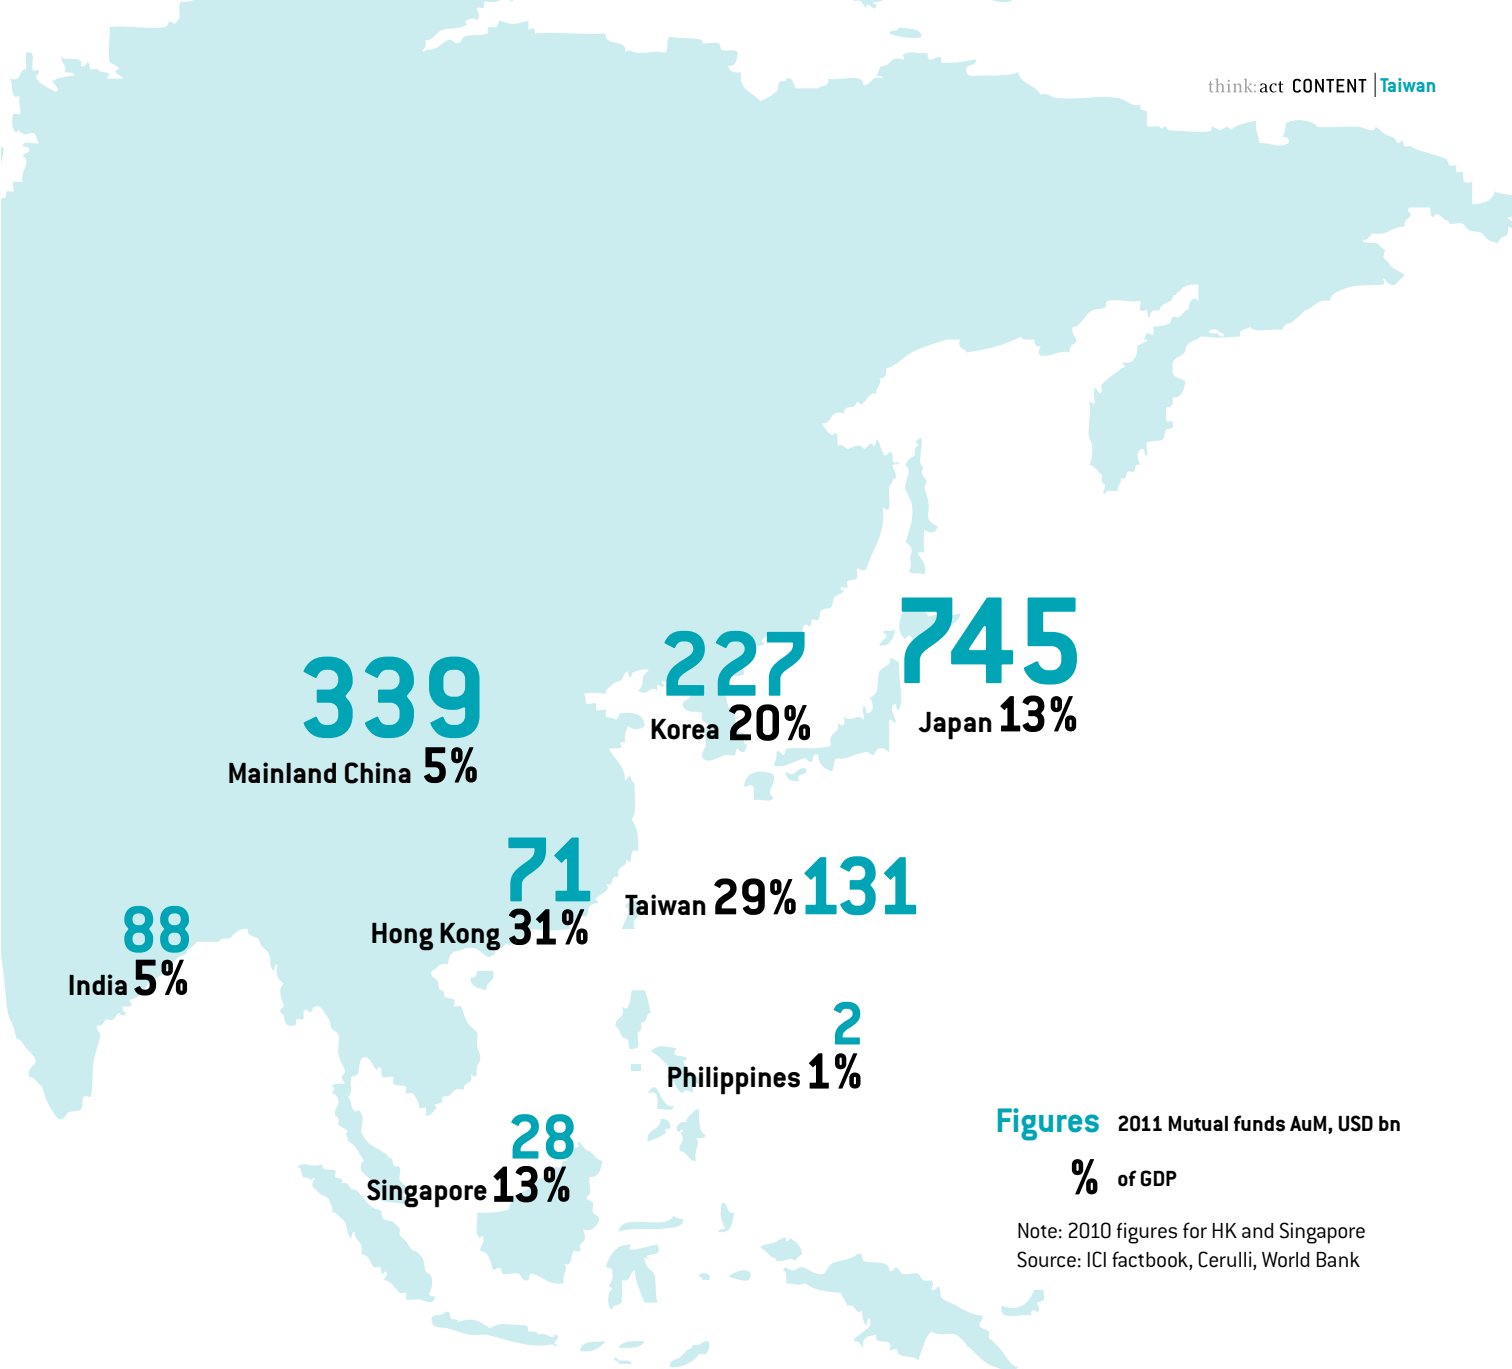 think:act CONTENT | Taiwan
745
Japan 13%
227
Korea 20%
339
Mainland China 5%
71
Hong Kong 31%
Taiwan 29% 131
88
India 5%
2
Philippines 1%
28
Singapore 13%
Figures 2011 Mutual funds AuM, USD bn
% of GDP
Note: 2010 figures for HK and Singapore
Source: ICI factbook, Cerulli, World Bank